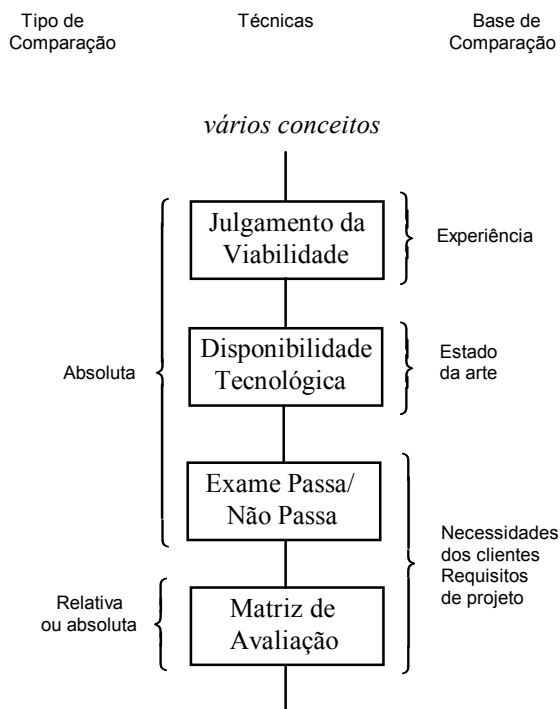 Tipo de
Comparação
Técnicas
Base de
Comparação
vários conceitos
Julgamento da
Viabilidade
Experiência
Disponibilidade
Tecnológica
Estado
da arte
Absoluta
Exame Passa/
Não Passa
Necessidades
dos clientes
Requisitos
de projeto
Relativa
ou absoluta
Matriz de
Avaliação